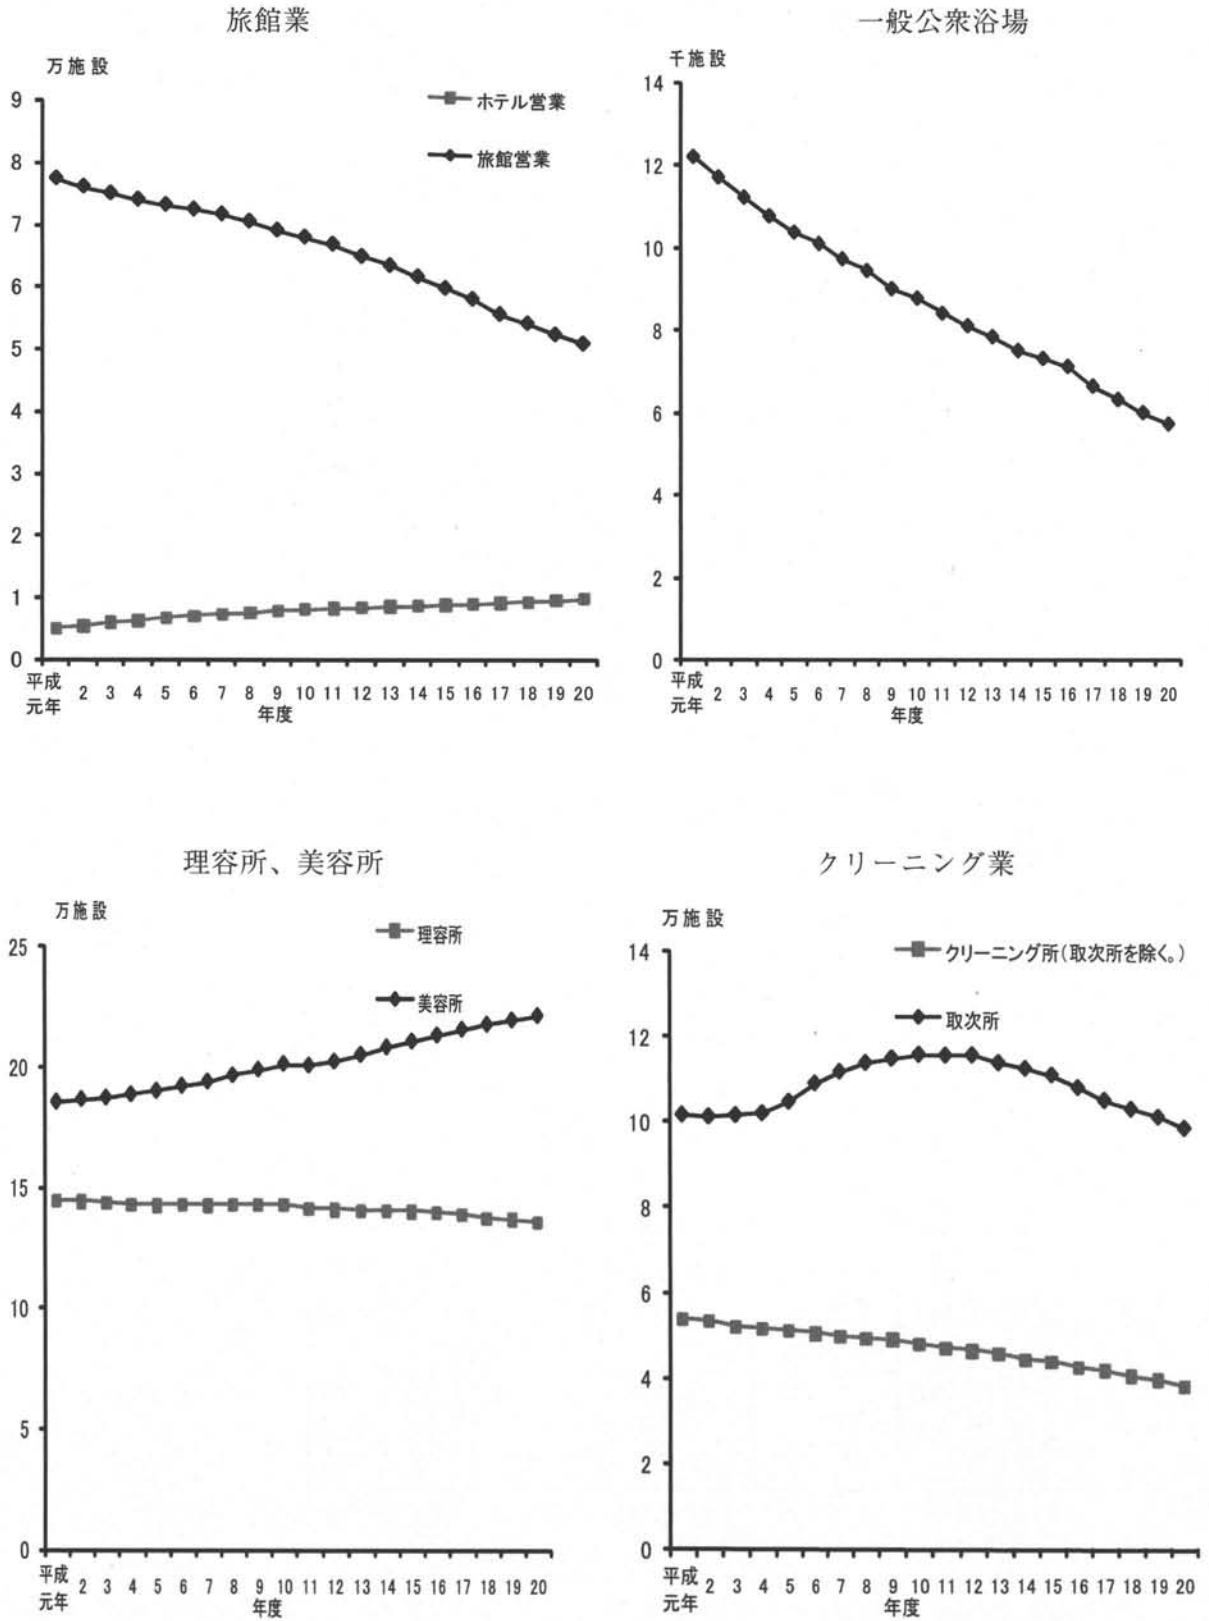 旅館業
万施設
ホテル営業
旅館営業
9
8
7
6
5
4
3
2
1
0
平成
元年 2 3 4 5 6 7 8 9 10 11 12 13 14 15 16 17 18 19 20
年度
一般公衆浴場
千施設
14
12
10
8
6
4
2
0
平成
元年 2 3 4 5 6 7 8 9 10 11 12 13 14 15 16 17 18 19 20
年度
理容所、美容所
万施設
理容所
美容所
25
20
15
10
5
0
平成
元年 2 3 4 5 6 7 8 9 10 11 12 13 14 15 16 17 18 19 20
年度
クリーニング業
万施設
クリーニング所(取次所を除く。)
取次所
14
12
10
8
6
4
2
0
平成
元年 2 3 4 5 6 7 8 9 10 11 12 13 14 15 16 17 18 19 20
年度